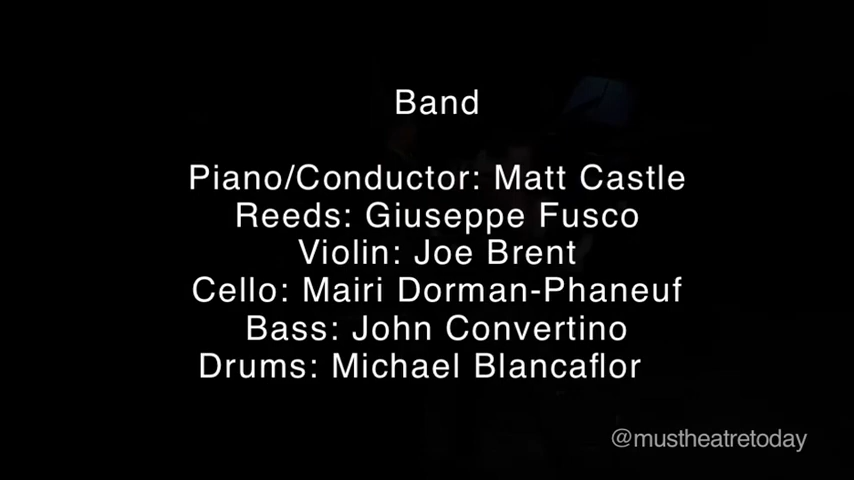 Band
Piano/Conductor: Matt Castle
Reeds: Giuseppe Fusco
Violin: Joe Brent
Cello: Mairi Dorman-Phaneuf
Bass: John Convertino
Drums: Michael Blancaflor
@mustheatretoday